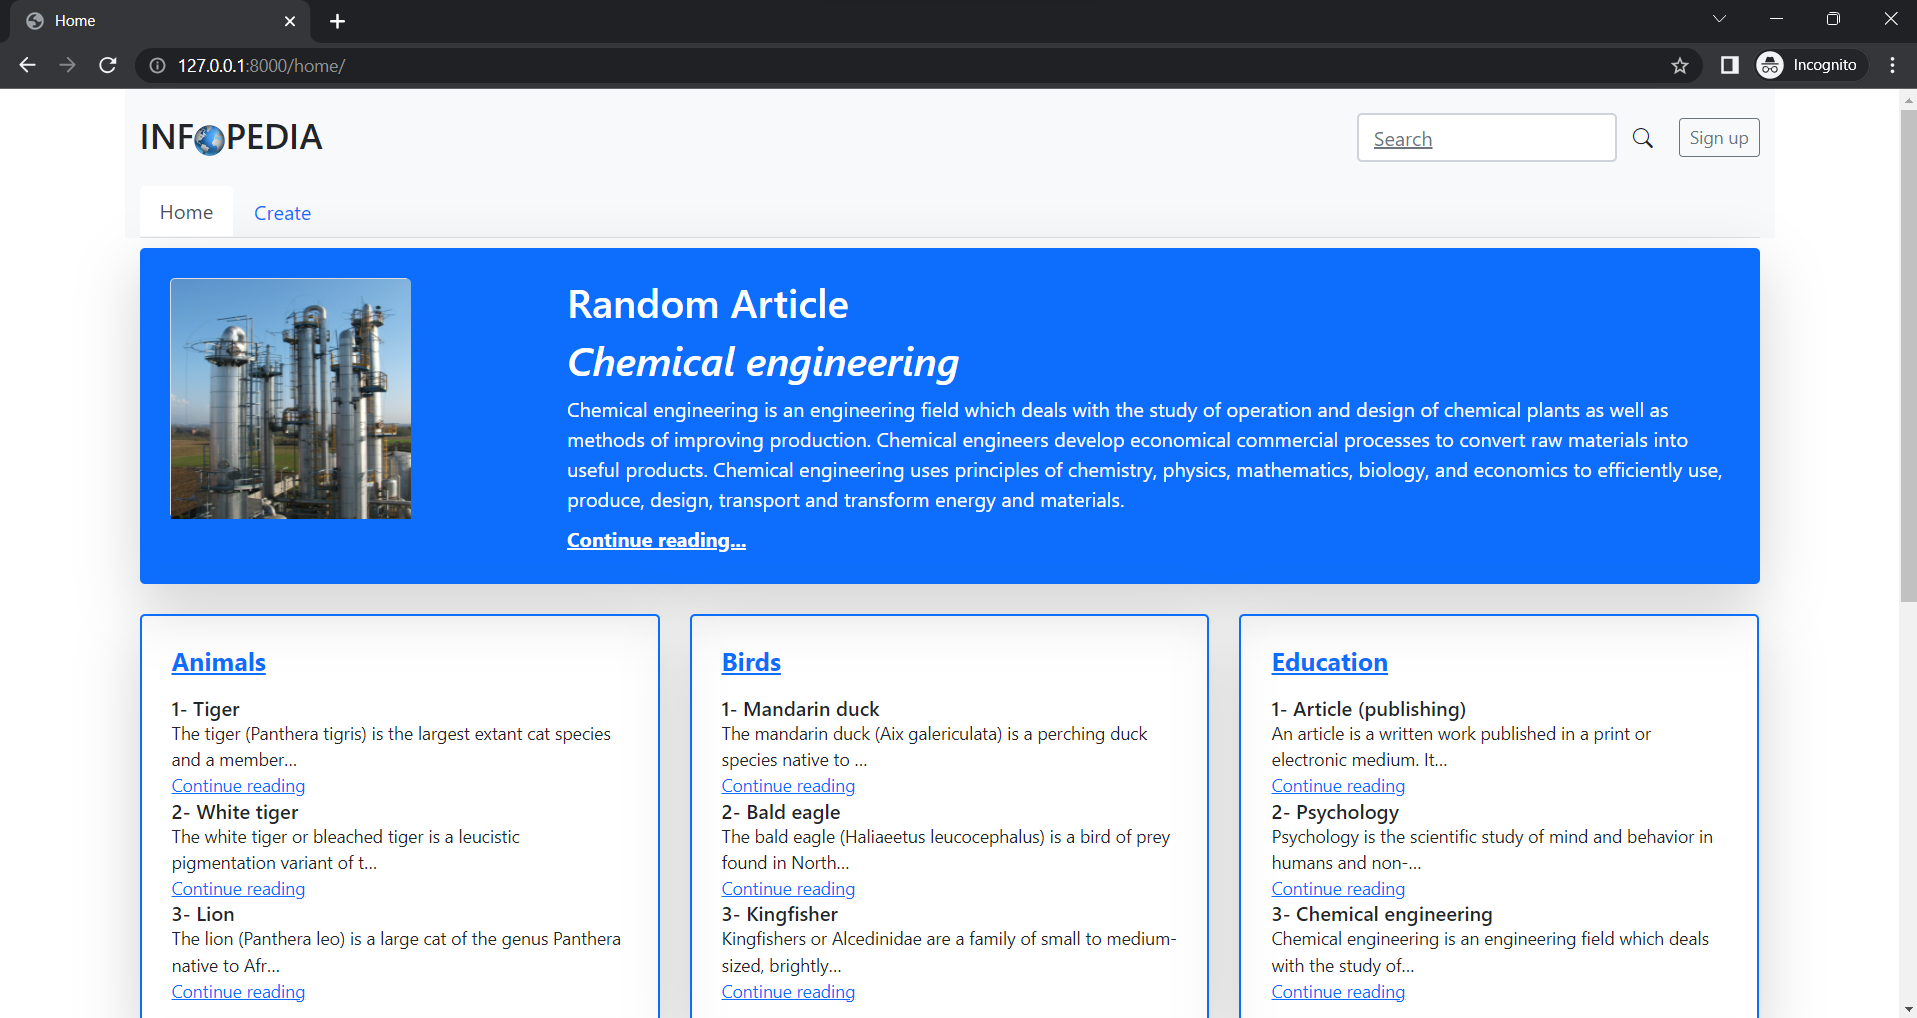 Home
127.0.0.1:8000/home/
Incognito
INFOPEDIA
Search
Sign up
Home
Create
Random Article
Chemical engineering
Chemical engineering is an engineering field which deals with the study of operation and design of chemical plants as well as
methods of improving production. Chemical engineers develop economical commercial processes to convert raw materials into
useful products. Chemical engineering uses principles of chemistry, physics, mathematics, biology, and economics to efficiently use,
produce, design, transport and transform energy and materials.
Continue reading...
Animals
1- Tiger
The tiger (Panthera tigris) is the largest extant cat species
and a member...
Continue reading
2- White tiger
The white tiger or bleached tiger is a leucistic
pigmentation variant of t...
Continue reading
3- Lion
The lion (Panthera leo) is a large cat of the genus Panthera
native to Afr...
Continue reading
Birds
1- Mandarin duck
The mandarin duck (Aix galericulata) is a perching duck
species native to ...
Continue reading
2- Bald eagle
The bald eagle (Haliaeetus leucocephalus) is a bird of prey
found in North...
Continue reading
3- Kingfisher
Kingfishers or Alcedinidae are a family of small to medium-
sized, brightly...
Continue reading
Education
1- Article (publishing)
An article is a written work published in a print or
electronic medium. It...
Continue reading
2- Psychology
Psychology is the scientific study of mind and behavior in
humans and non-...
Continue reading
3- Chemical engineering
Chemical engineering is an engineering field which deals
with the study of...
Continue reading